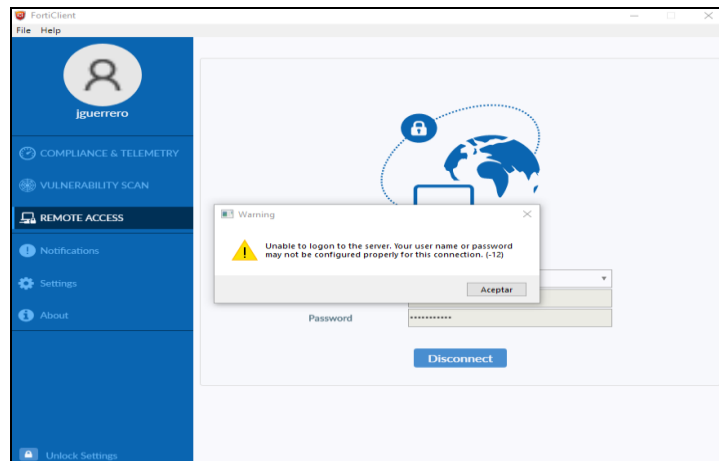 FortiClient
File Help
jguerrero
COMPLIANCE & TELEMETRY
VULNERABILITY SCAN
REMOTE ACCESS
Notifications
Settings
About
Unlock Settings
Warning
Unable to logon to the server. Your user name or password
may not be configured properly for this connection. (-12)
Aceptar
Password
Disconnect